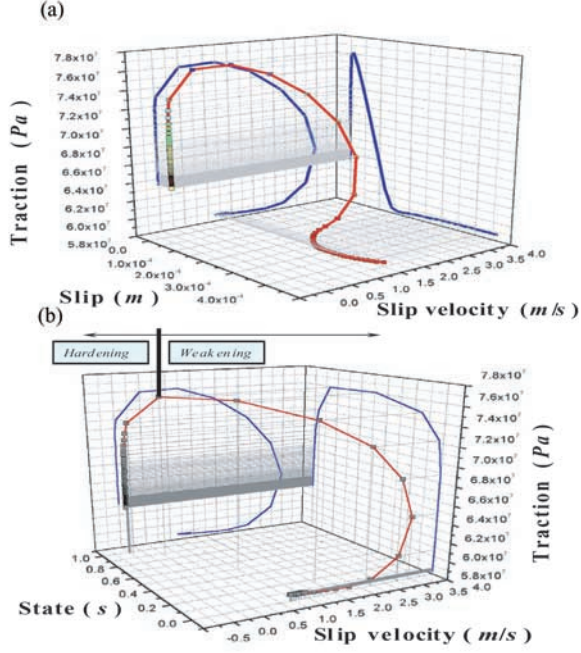 (a)
7.8x10⁷
7.6x10⁷
7.4x10⁷
7.2x10⁷
7.0x10⁷
6.8x10⁷
6.6x10⁷
6.4x10⁷
6.2x10⁷
6.0x10⁷
5.8x10⁷
Traction (Pa)
0.0
1.0x10⁻⁴
2.0x10⁻⁴
4.0x10⁻⁴
Slip (m)
0.0
0.5
1.0
1.5
2.0
2.5
3.0
3.5
4.0
Slip velocity (m/s)
(b)
Hardening
Weakening
7.8x10⁷
7.6x10⁷
7.4x10⁷
7.2x10⁷
7.0x10⁷
6.8x10⁷
6.6x10⁷
6.4x10⁷
6.2x10⁷
6.0x10⁷
5.8x10⁷
Traction (Pa)
1.0
0.8
0.6
0.4
0.2
0.0
State (s)
-0.5
0.0
0.5
1.0
1.5
2.0
2.5
3.0
3.5
4.0
Slip velocity (m/s)